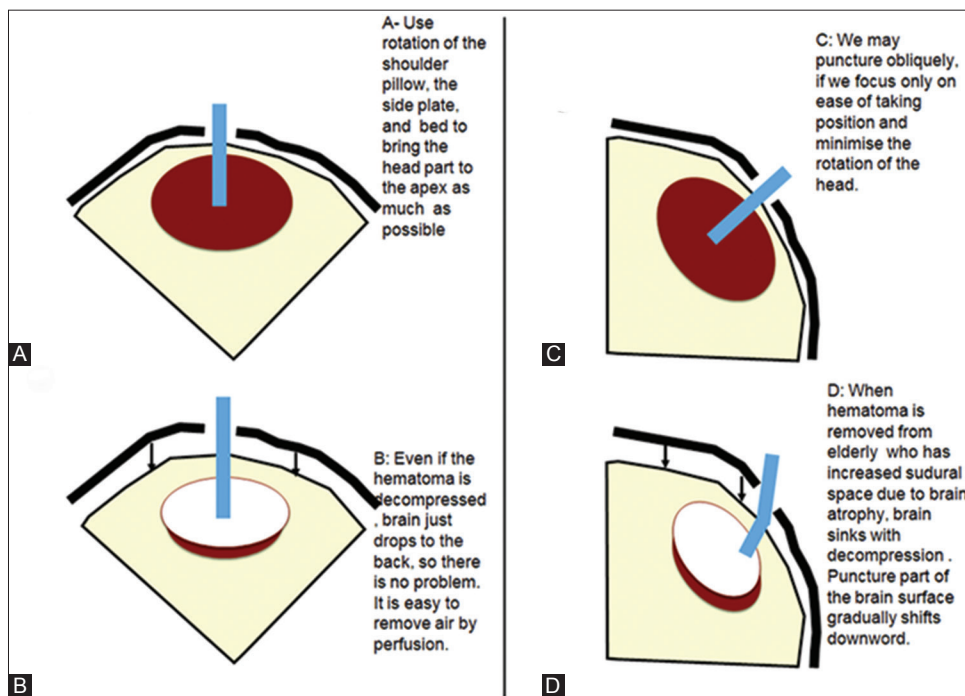 A- Use
rotation of the
shoulder
pillow, the
side plate,
and bed to
bring the
head part to
the apex as
much as
possible
A
B: Even if the
hematoma is
decompressed
, brain just
drops to the
back, so there
is no problem.
It is easy to
remove air by
perfusion.
B
C: We may
puncture obliquely,
if we focus only on
ease of taking
position and
minimise the
rotation of the
head.
C
D: When
hematoma is
removed from
elderly who has
increased sudural
space due to brain
atrophy, brain
sinks with
decompression .
Puncture part of
the brain surface
gradually shifts
downword.
D